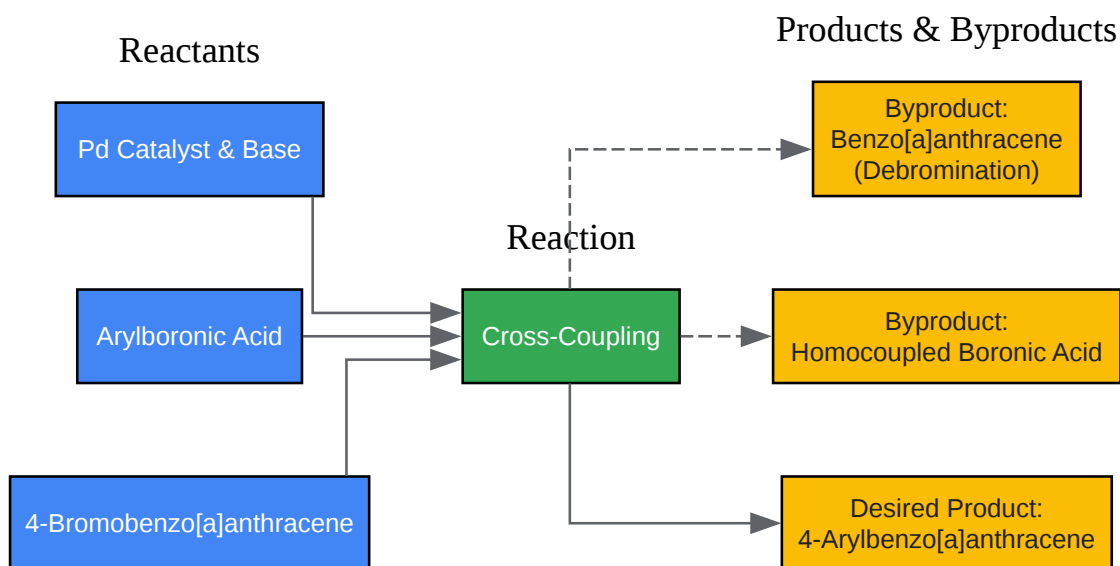 Reactants
Products & Byproducts
Pd Catalyst & Base
Byproduct:
Benzo[a]anthracene
(Debromination)
Reaction
Arylboronic Acid
Cross-Coupling
Byproduct:
Homocoupled Boronic Acid
4-Bromobenzo[a]anthracene
Desired Product:
4-Arylbenzo[a]anthracene